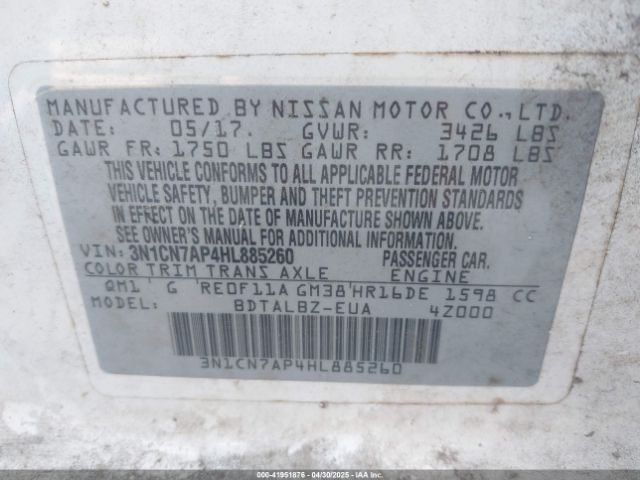 MANUFACTURED BY NISSAN MOTOR CO.,LTD.
DATE: 05/17. GVWR: 3426 LBS
GAWR FR: 1750 LBS GAWR RR: 1708 LBS
THIS VEHICLE CONFORMS TO ALL APPLICABLE FEDERAL MOTOR
VEHICLE SAFETY, BUMPER AND THEFT PREVENTION STANDARDS
IN EFFECT ON THE DATE OF MANUFACTURE SHOWN ABOVE.
SEE OWNER'S MANUAL FOR ADDITIONAL INFORMATION
VIN: 3N1CN7AP4HL885260 PASSENGER CAR.
COLOR TRIM TRANS AXLE ENGINE
QM1' G 'RE0F11A GM38'HR16DE 1598 CC
MODEL: BDTALBZ-EUA 4Z000
3N1CN7AP4HL885260
000-41951876 - 04/30/2025 - IAAI.COM